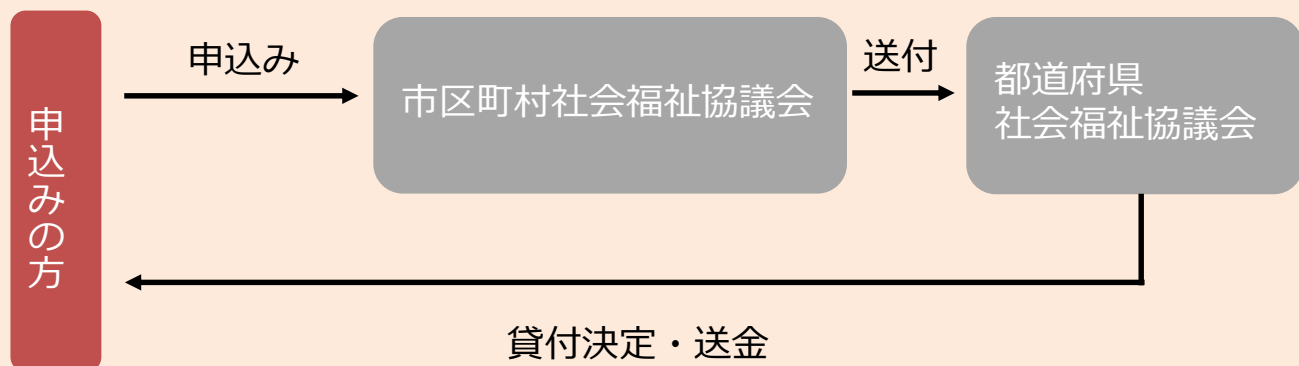 申込みの方
申込み
市区町村社会福祉協議会
送付
都道府県
社会福祉協議会
貸付決定・送金